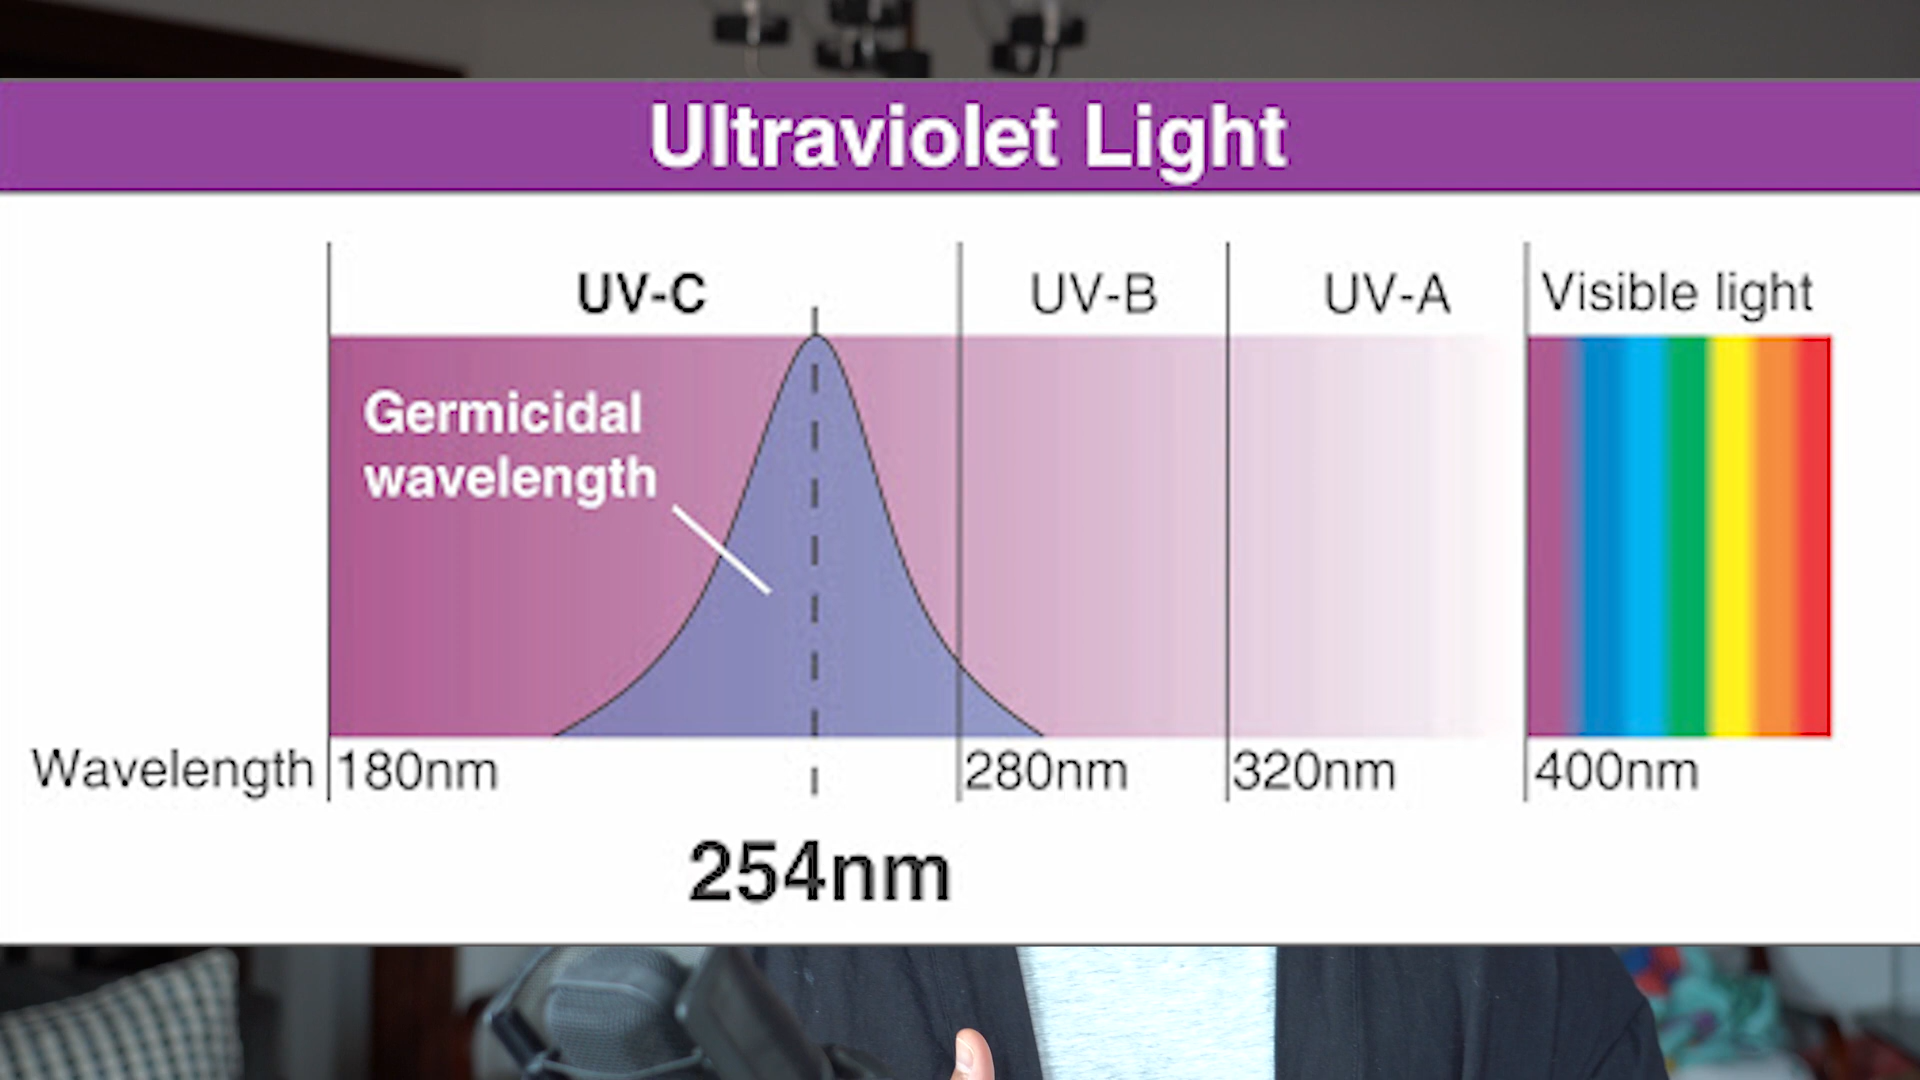 Ultraviolet Light
UV-C
UV-B
UV-A
Visible light
Germicidal
wavelength
Wavelength
180nm
280nm
320nm
400nm
254nm